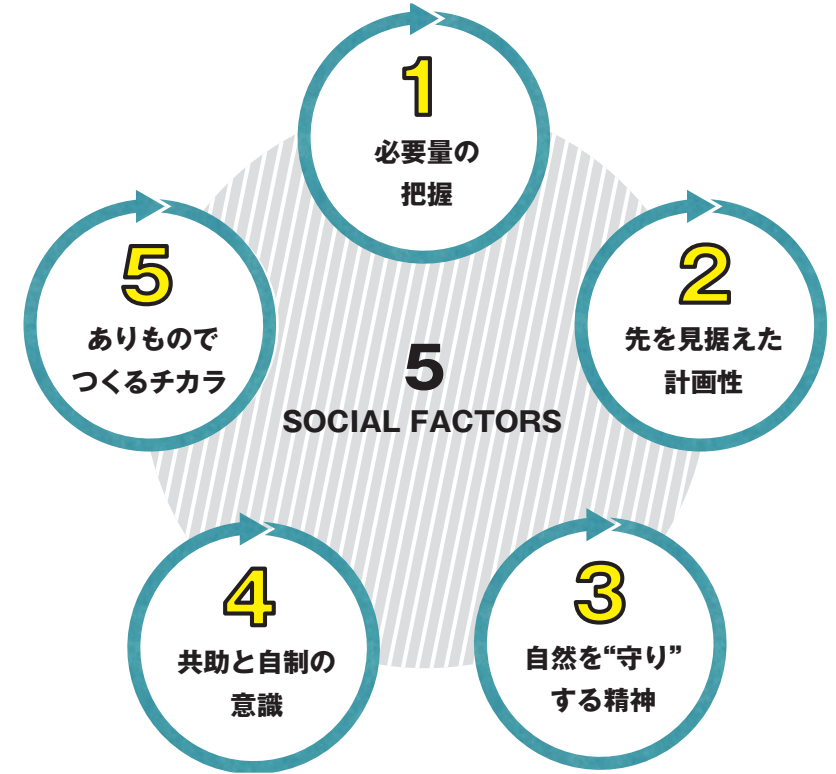 1
必要量の
把握
2
先を見据えた
計画性
3
自然を“守り”
する精神
4
共助と自制の
意識
5
ありもので
つくるチカラ
5
SOCIAL FACTORS